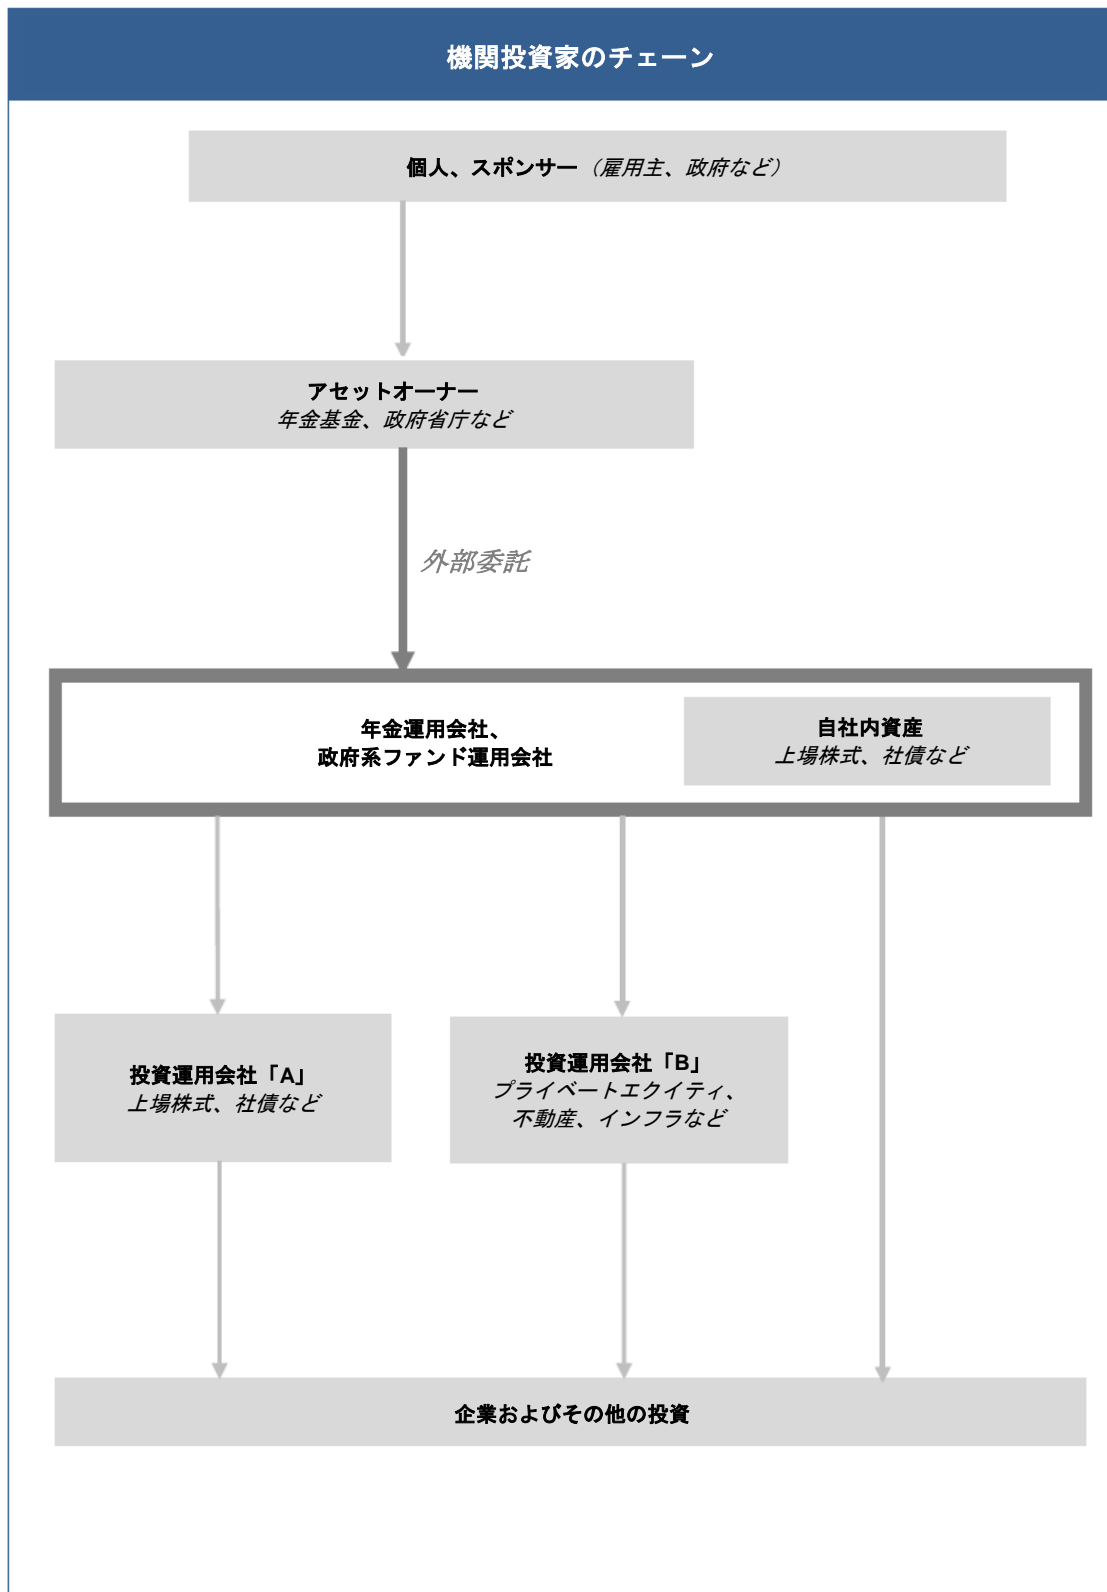 機関投資家のチェーン
個人、スポンサー（雇用主、政府など）
アセットオーナー
年金基金、政府省庁など
外部委託
年金運用会社、
政府系ファンド運用会社
自社内資産
上場株式、社債など
投資運用会社「A」
上場株式、社債など
投資運用会社「B」
プライベートエクイティ、
不動産、インフラなど
企業およびその他の投資